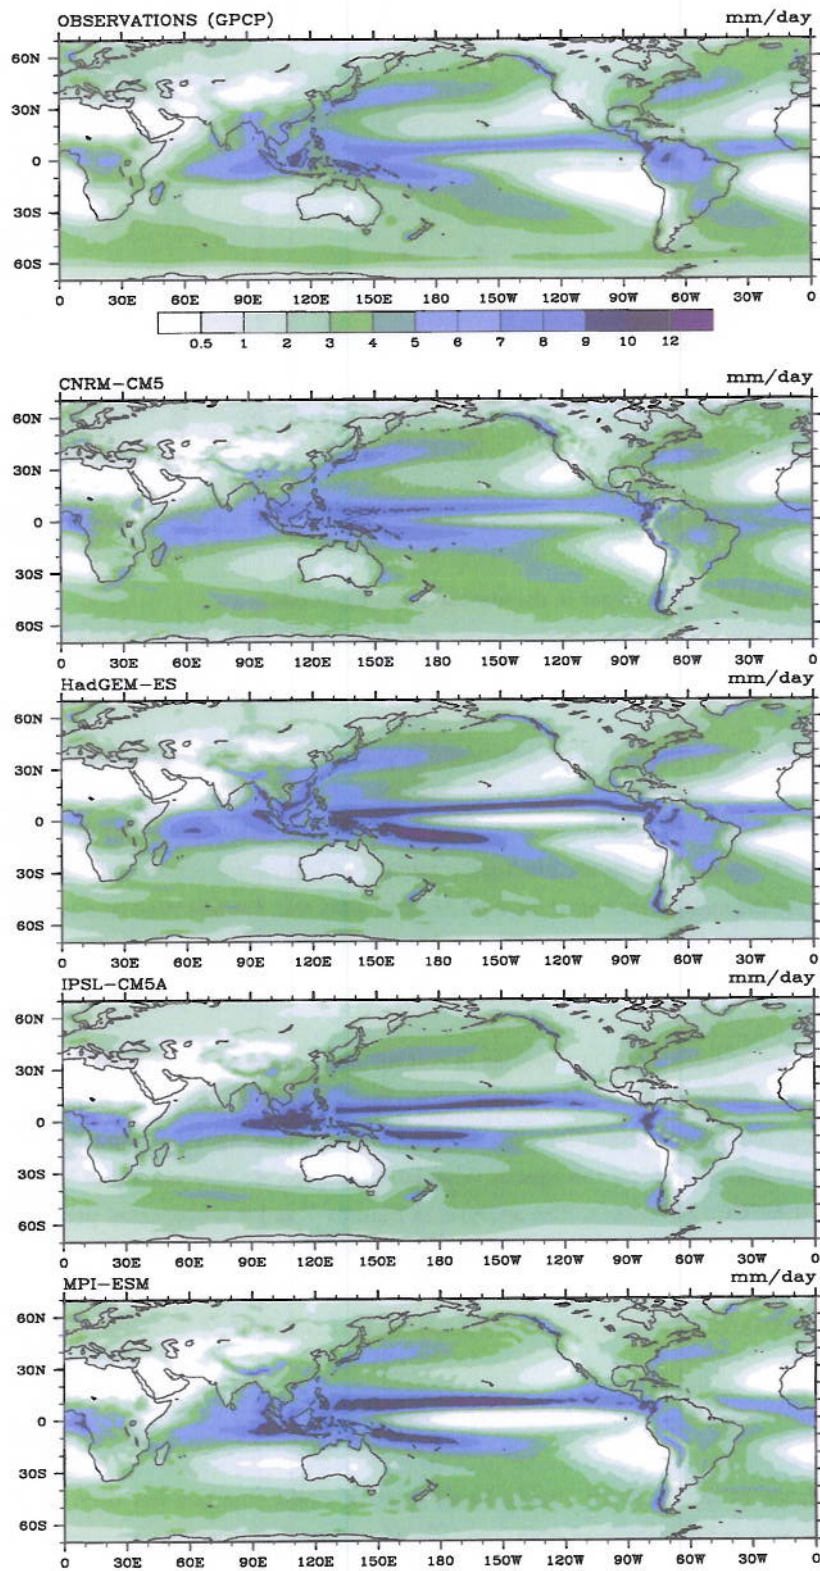 OBSERVATIONS (GPCP) mm/day
60N
30N
0
30S
60S
0 30E 60E 90E 120E 150E 180 150W 120W 90W 60W 30W 0
0.5 1 2 3 4 5 6 7 8 9 10 12
CNRM-CM5 mm/day
60N
30N
0
30S
60S
0 30E 60E 90E 120E 150E 180 150W 120W 90W 60W 30W 0
HadGEM-ES mm/day
60N
30N
0
30S
60S
0 30E 60E 90E 120E 150E 180 150W 120W 90W 60W 30W 0
IPSL-CM5A mm/day
60N
30N
0
30S
60S
0 30E 60E 90E 120E 150E 180 150W 120W 90W 60W 30W 0
MPI-ESM mm/day
60N
30N
0
30S
60S
0 30E 60E 90E 120E 150E 180 150W 120W 90W 60W 30W 0